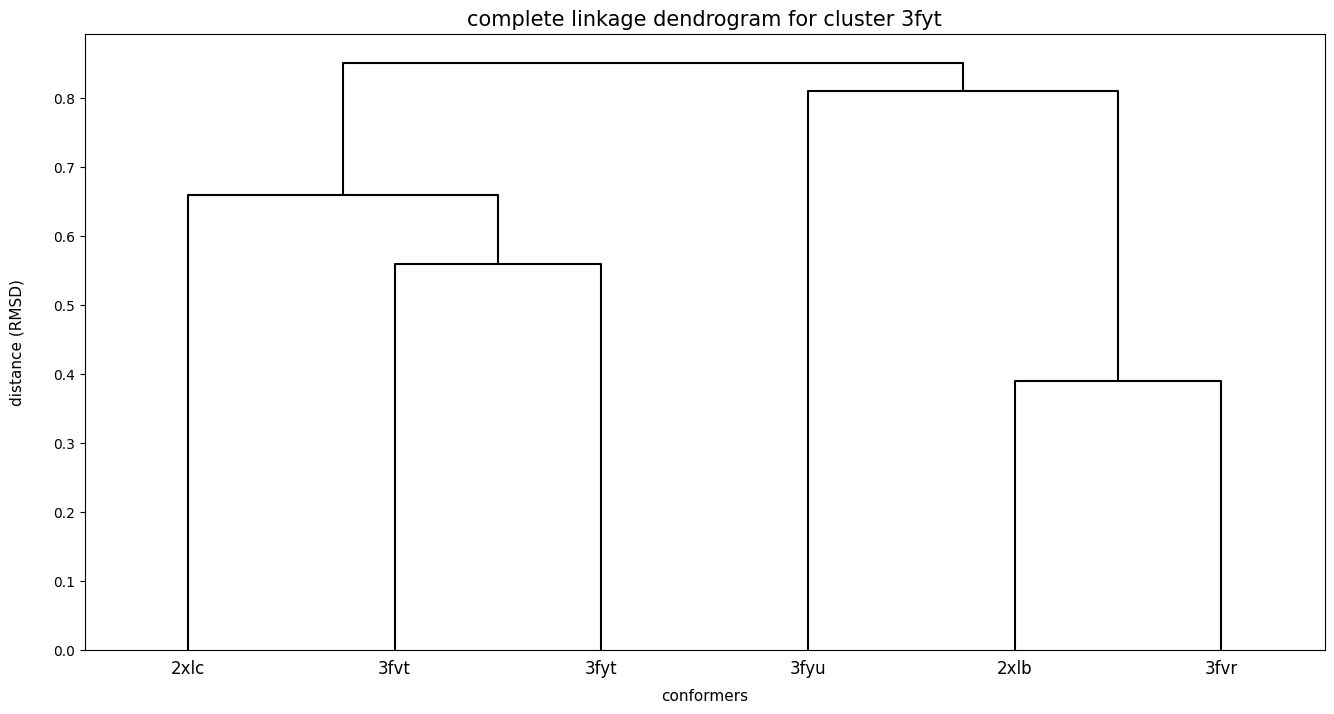 complete linkage dendrogram for cluster 3fyt
distance (RMSD)
0.8
0.7
0.6
0.5
0.4
0.3
0.2
0.1
0.0
2xlc 3fvt 3fyt 3fyu 2xlb 3fvr
conformers